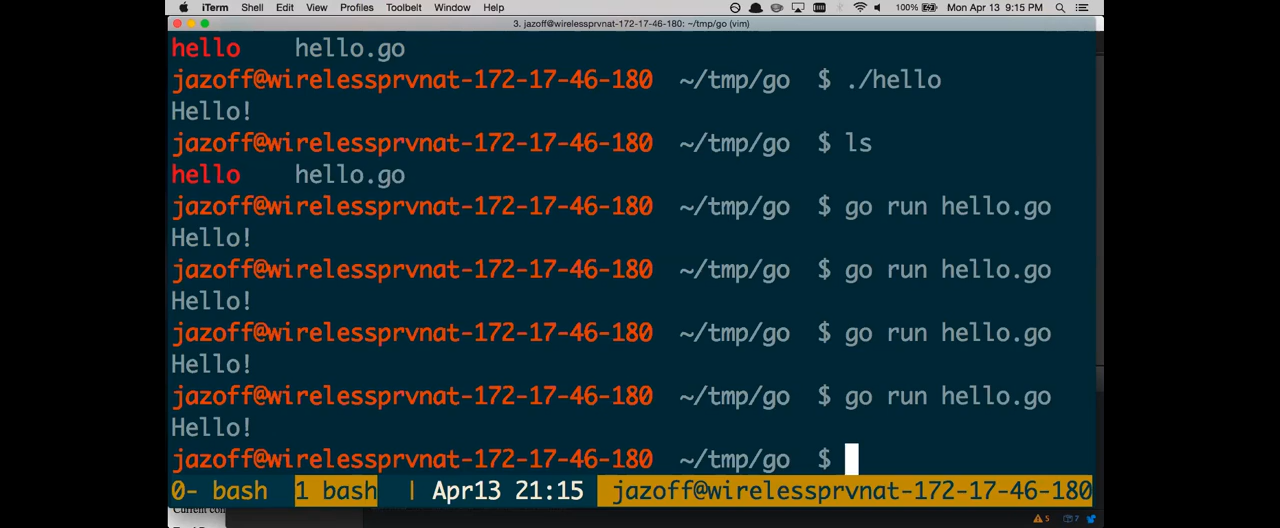 iTerm Shell Edit View Profiles Toolbelt Window Help 100% Mon Apr 13 9:15 PM
3. jazoff@wirelessprvnat-172-17-46-180: ~/tmp/go (vim)
hello hello.go
jazoff@wirelessprvnat-172-17-46-180 ~/tmp/go $ ./hello
Hello!
jazoff@wirelessprvnat-172-17-46-180 ~/tmp/go $ ls
hello hello.go
jazoff@wirelessprvnat-172-17-46-180 ~/tmp/go $ go run hello.go
Hello!
jazoff@wirelessprvnat-172-17-46-180 ~/tmp/go $ go run hello.go
Hello!
jazoff@wirelessprvnat-172-17-46-180 ~/tmp/go $ go run hello.go
Hello!
jazoff@wirelessprvnat-172-17-46-180 ~/tmp/go $ go run hello.go
Hello!
jazoff@wirelessprvnat-172-17-46-180 ~/tmp/go $
0- bash 1 bash | Apr13 21:15 jazoff@wirelessprvnat-172-17-46-180
Current con
5 7